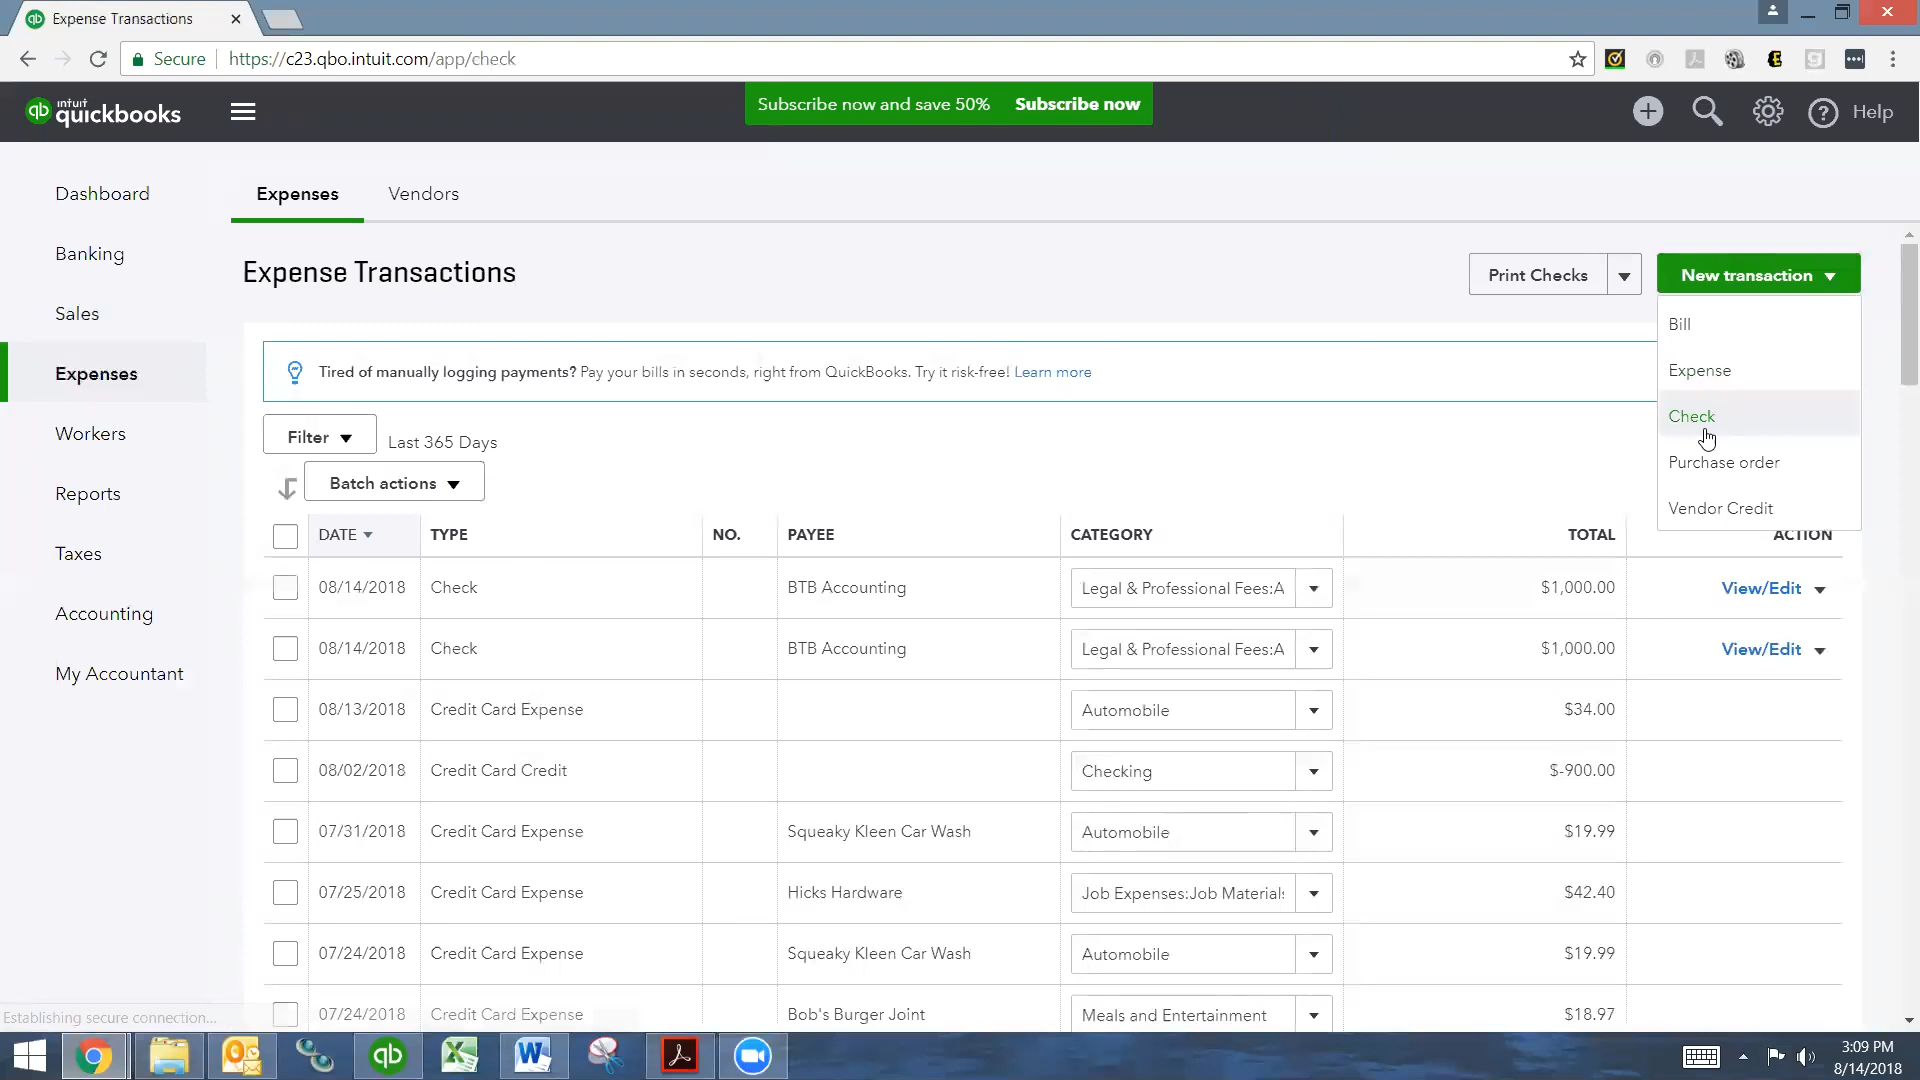 Expense Transactions
Secure
https://c23.qbo.intuit.com/app/check
intuit
quickbooks
Subscribe now and save 50% Subscribe now
Help
Dashboard
Banking
Sales
Expenses
Workers
Reports
Taxes
Accounting
My Accountant
Expenses Vendors
Expense Transactions
Print Checks
New transaction
Bill
Expense
Check
Purchase order
Vendor Credit
Tired of manually logging payments? Pay your bills in seconds, right from QuickBooks. Try it risk-free! Learn more
Filter Last 365 Days
Batch actions
DATE TYPE NO. PAYEE CATEGORY TOTAL ACTION
08/14/2018 Check BTB Accounting Legal & Professional Fees:A $1,000.00 View/Edit
08/14/2018 Check BTB Accounting Legal & Professional Fees:A $1,000.00 View/Edit
08/13/2018 Credit Card Expense Automobile $34.00
08/02/2018 Credit Card Credit Checking $-900.00
07/31/2018 Credit Card Expense Squeaky Kleen Car Wash Automobile $19.99
07/25/2018 Credit Card Expense Hicks Hardware Job Expenses:Job Materials $42.40
07/24/2018 Credit Card Expense Squeaky Kleen Car Wash Automobile $19.99
07/24/2018 Credit Card Expense Bob's Burger Joint Meals and Entertainment $18.97
Establishing secure connection...
3:09 PM
8/14/2018